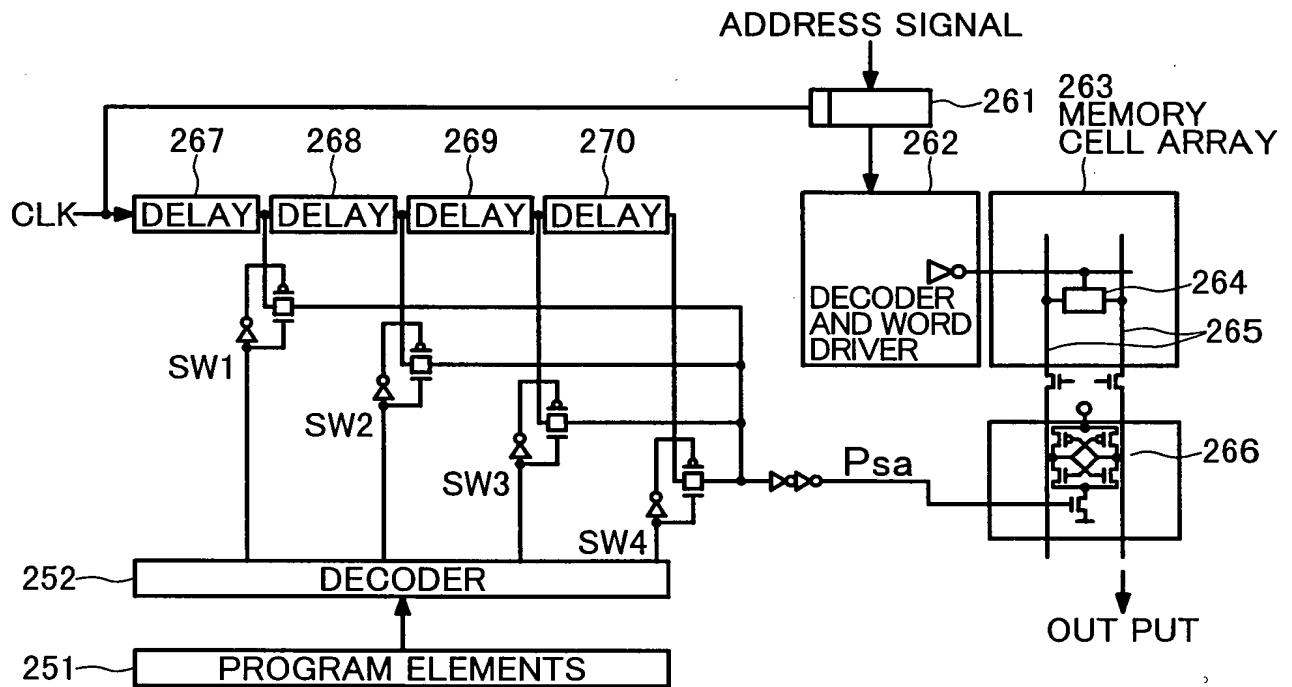 ADDRESS SIGNAL
261
263
MEMORY
CELL ARRAY
262
267
268
269
270
CLK
DELAY
DELAY
DELAY
DELAY
264
DECODER
AND WORD
DRIVER
265
SW1
SW2
SW3
SW4
Psa
266
252
DECODER
OUT PUT
251
PROGRAM ELEMENTS